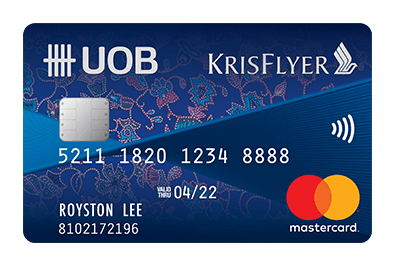 UOB KRISFLYER
5211 1820 1234 8888
VALID THRU 04/22
ROYSTON LEE
8102172196
mastercard.